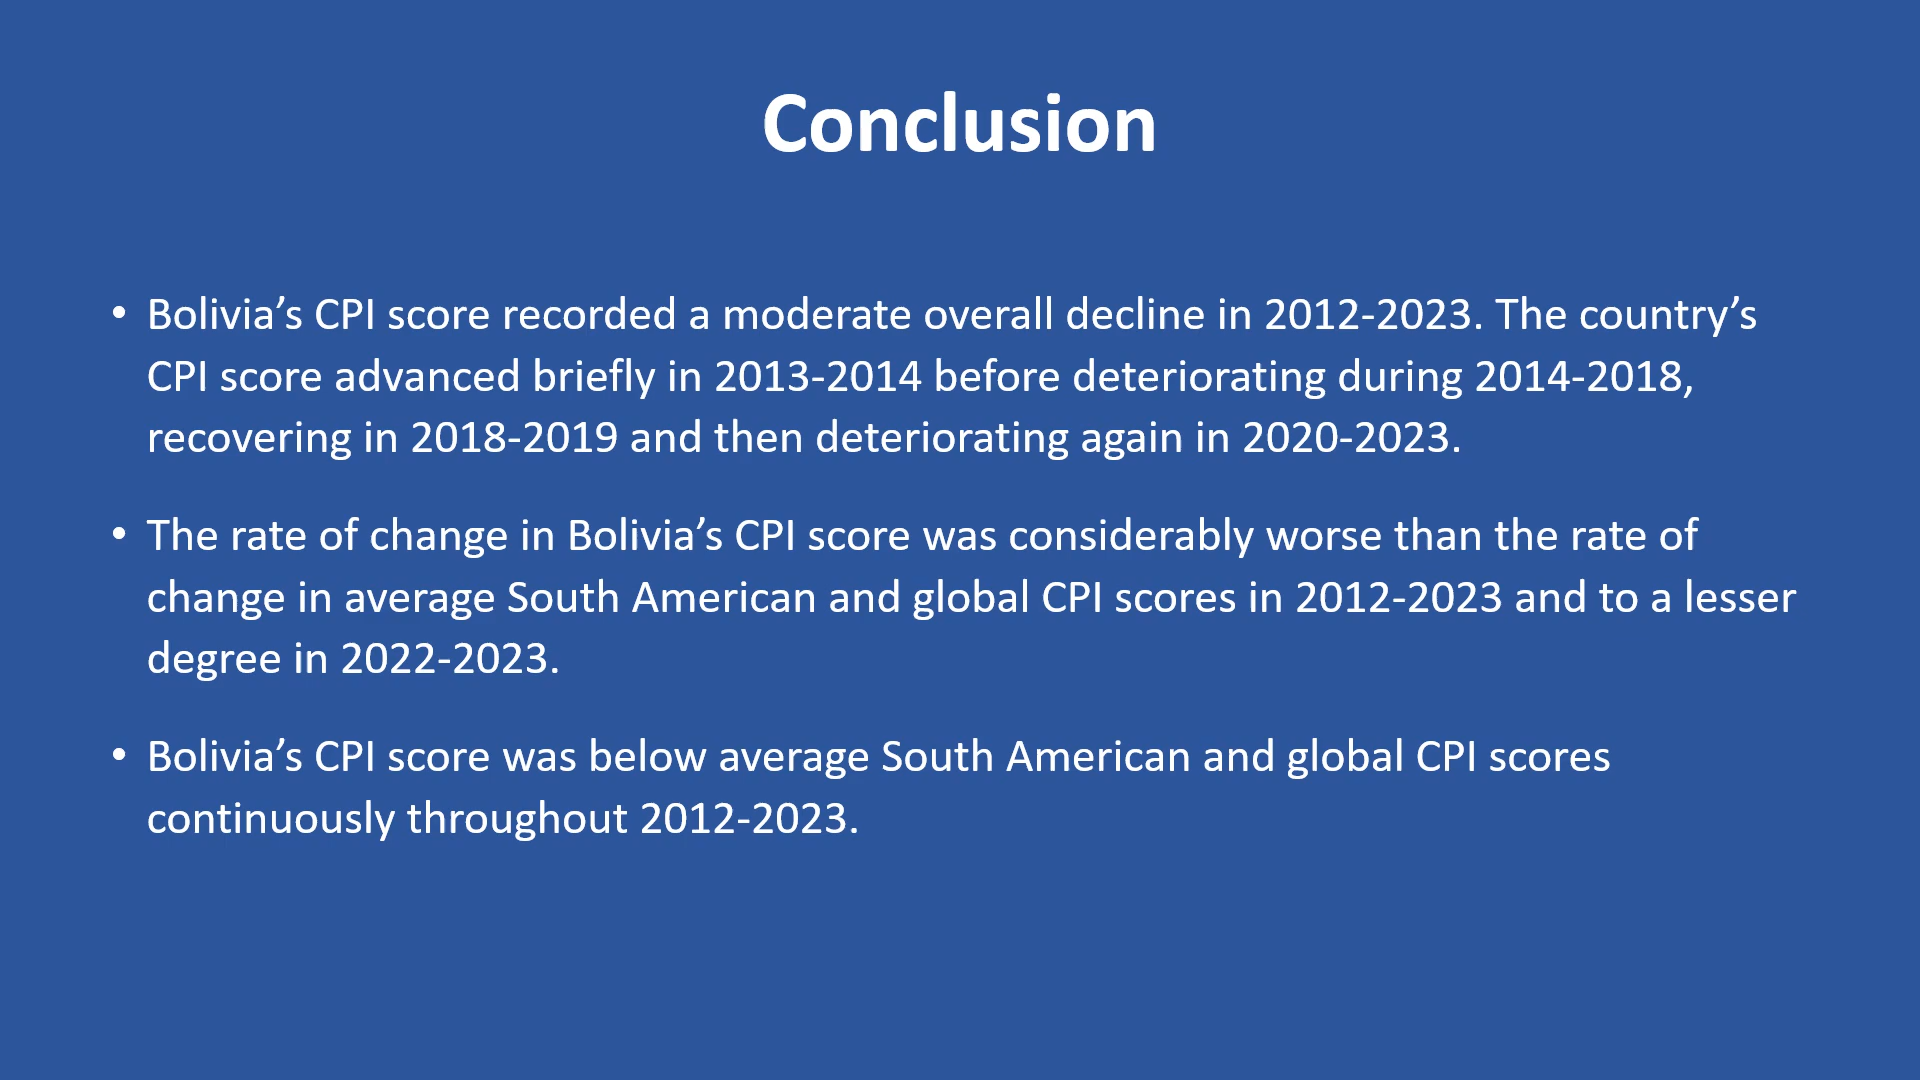 Conclusion
• Bolivia’s CPI score recorded a moderate overall decline in 2012-2023. The country’s
CPI score advanced briefly in 2013-2014 before deteriorating during 2014-2018,
recovering in 2018-2019 and then deteriorating again in 2020-2023.
• The rate of change in Bolivia’s CPI score was considerably worse than the rate of
change in average South American and global CPI scores in 2012-2023 and to a lesser
degree in 2022-2023.
• Bolivia’s CPI score was below average South American and global CPI scores
continuously throughout 2012-2023.